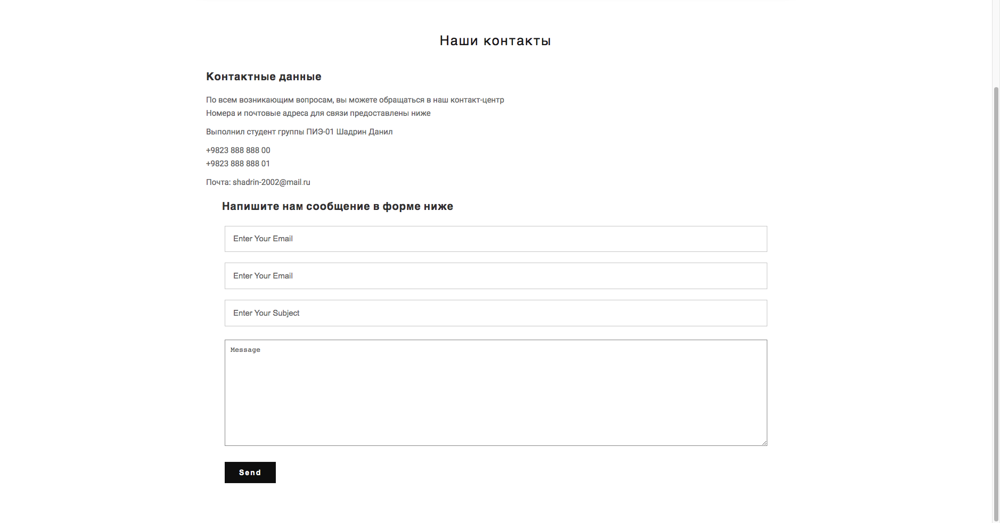 Наши контакты
Контактные данные
По всем возникающим вопросам, вы можете обращаться в наш контакт-центр
Номера и почтовые адреса для связи предоставлены ниже
Выполнил студент группы ПИЭ-01 Шадрин Данил
+9823 888 888 00
+9823 888 888 01
Почта: shadrin-2002@mail.ru
Напишите нам сообщение в форме ниже
Enter Your Email
Enter Your Email
Enter Your Subject
Message
Send